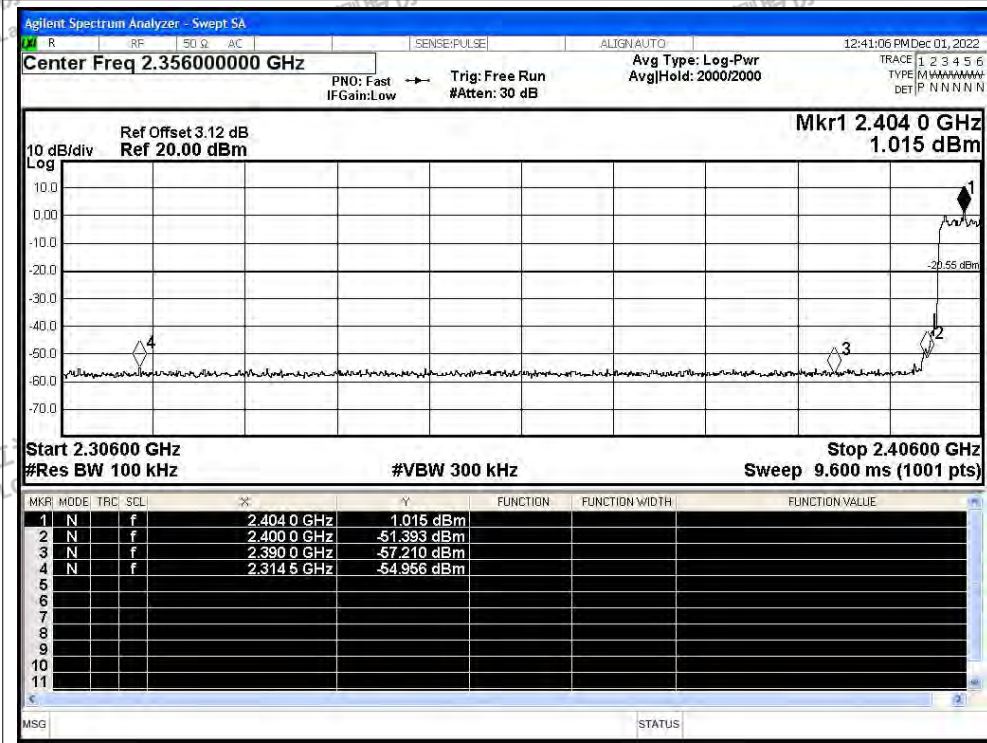 Agilent Spectrum Analyzer - Swept SA
LXI R RF 50 Ω AC SENSE:PULSE ALIGN AUTO 12:41:06 PM Dec 01, 2022
Center Freq 2.356000000 GHz
PNO: Fast
IFGain:Low
Trig: Free Run
#Atten: 30 dB
Avg Type: Log-Pwr
Avg|Hold: 2000/2000
TRACE 1 2 3 4 5 6
TYPE M
DET P N N N N N
Ref Offset 3.12 dB
10 dB/div Ref 20.00 dBm
Log
Mkr1 2.404 0 GHz
1.015 dBm
10.0
0.00
-10.0
-20.0
-30.0
-40.0
-50.0
-60.0
-70.0
1
-20.55 dBm
2
3
4
Start 2.30600 GHz Stop 2.40600 GHz
#Res BW 100 kHz #VBW 300 kHz Sweep 9.600 ms (1001 pts)
MKR MODE TRC SCL X Y FUNCTION FUNCTION WIDTH FUNCTION VALUE
1 N f 2.404 0 GHz 1.015 dBm
2 N f 2.400 0 GHz -51.393 dBm
3 N f 2.390 0 GHz -57.210 dBm
4 N f 2.314 5 GHz -54.956 dBm
5
6
7
8
9
10
11
MSG STATUS